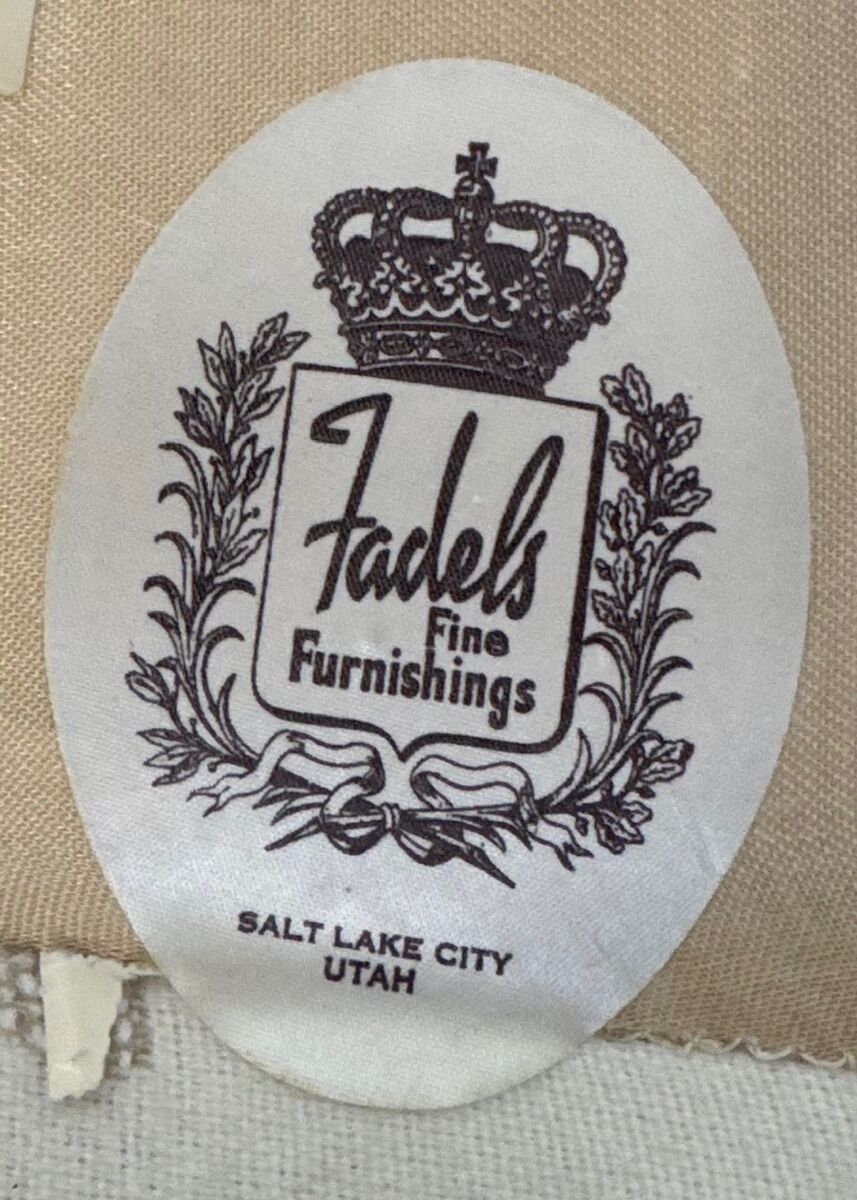 Fadels
Fine
Furnishings
SALT LAKE CITY
UTAH